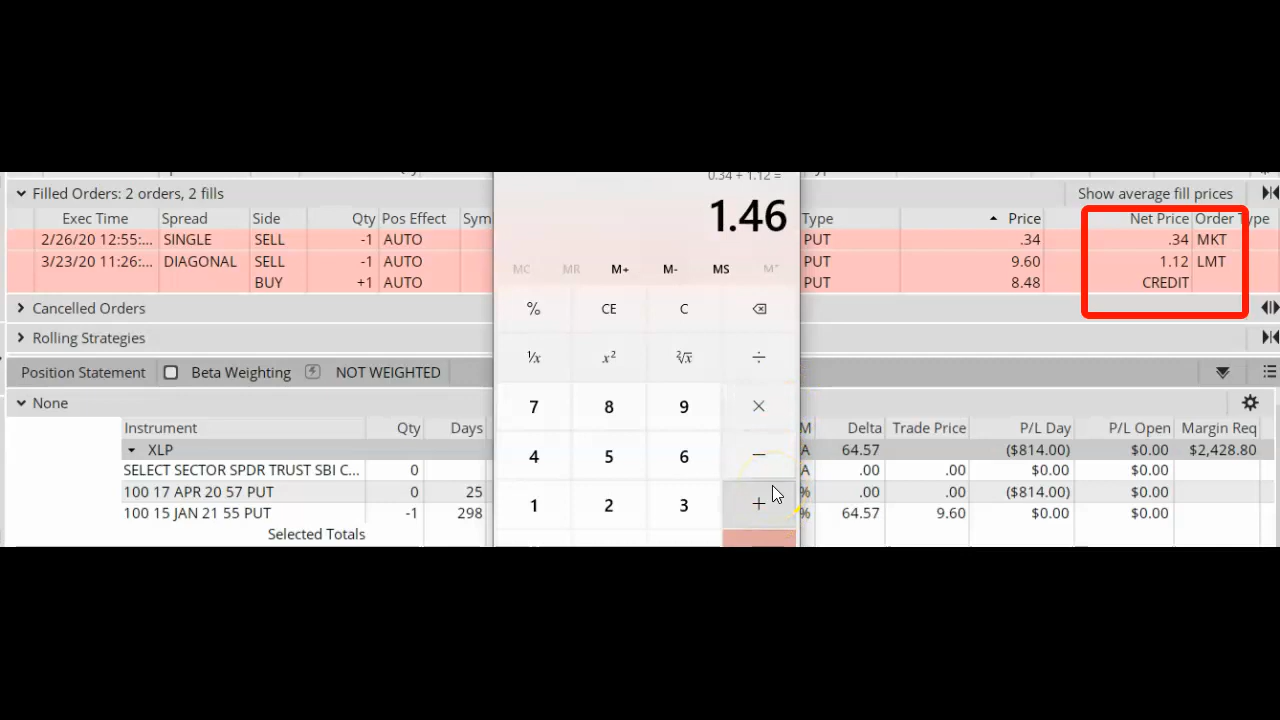 0.34 + 1.12 =
1.46
Filled Orders: 2 orders, 2 fills
Show average fill prices
Exec Time Spread Side Qty Pos Effect Sym Type Price Net Price Order Type
2/26/20 12:55:... SINGLE SELL -1 AUTO PUT .34 .34 MKT
3/23/20 11:26:... DIAGONAL SELL -1 AUTO PUT 9.60 1.12 LMT
BUY +1 AUTO PUT 8.48 CREDIT
Cancelled Orders
Rolling Strategies
Position Statement Beta Weighting NOT WEIGHTED
None
Instrument Qty Days M Delta Trade Price P/L Day P/L Open Margin Req
XLP A 64.57 ($814.00) $0.00 $2,428.80
SELECT SECTOR SPDR TRUST SBI C... 0 A .00 .00 $0.00 $0.00
100 17 APR 20 57 PUT 0 25 % .00 .00 ($814.00) $0.00
100 15 JAN 21 55 PUT -1 298 % 64.57 9.60 $0.00 $0.00
Selected Totals
MC MR M+ M- MS M˅
% CE C ⌫
¹/x x² ²√x ÷
7 8 9 ×
4 5 6 −
1 2 3 +